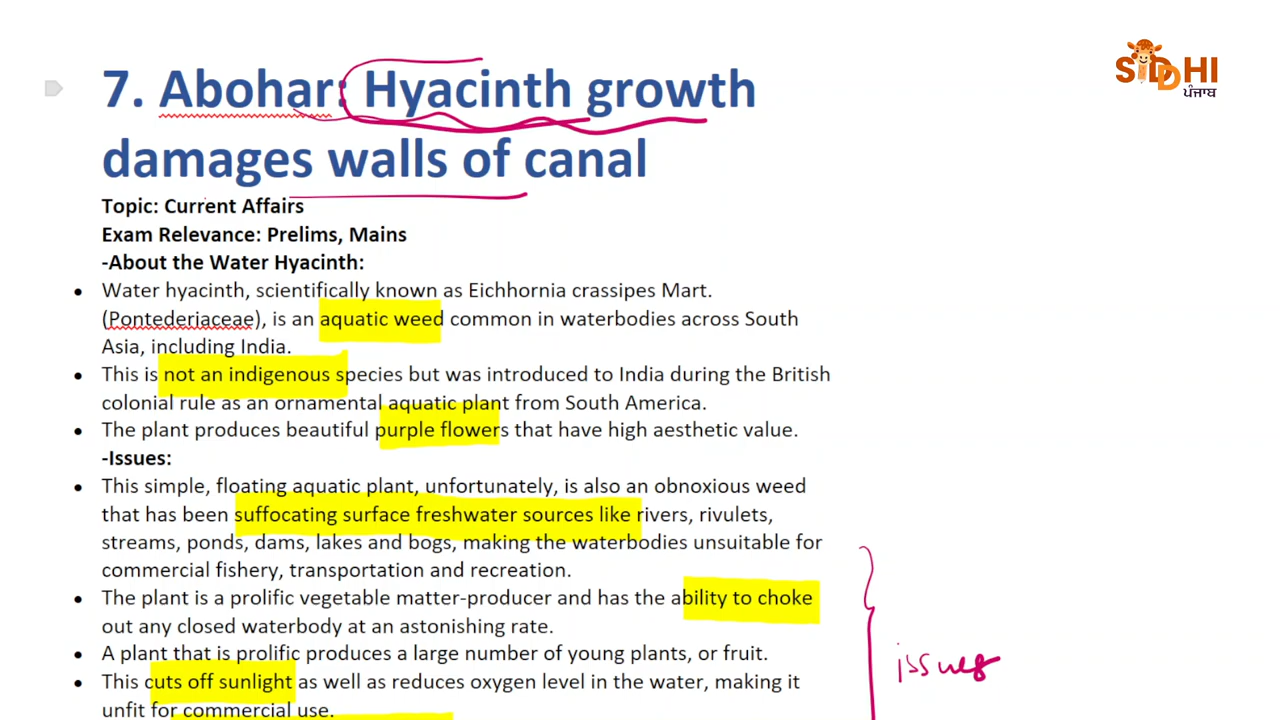 SIDDHI
ਪੰਜਾਬ
7. Abohar: Hyacinth growth
damages walls of canal
Topic: Current Affairs
Exam Relevance: Prelims, Mains
-About the Water Hyacinth:
• Water hyacinth, scientifically known as Eichhornia crassipes Mart.
(Pontederiaceae), is an aquatic weed common in waterbodies across South
Asia, including India.
• This is not an indigenous species but was introduced to India during the British
colonial rule as an ornamental aquatic plant from South America.
• The plant produces beautiful purple flowers that have high aesthetic value.
-Issues:
• This simple, floating aquatic plant, unfortunately, is also an obnoxious weed
that has been suffocating surface freshwater sources like rivers, rivulets,
streams, ponds, dams, lakes and bogs, making the waterbodies unsuitable for
commercial fishery, transportation and recreation.
• The plant is a prolific vegetable matter-producer and has the ability to choke
out any closed waterbody at an astonishing rate.
• A plant that is prolific produces a large number of young plants, or fruit.
• This cuts off sunlight as well as reduces oxygen level in the water, making it
unfit for commercial use.
issues